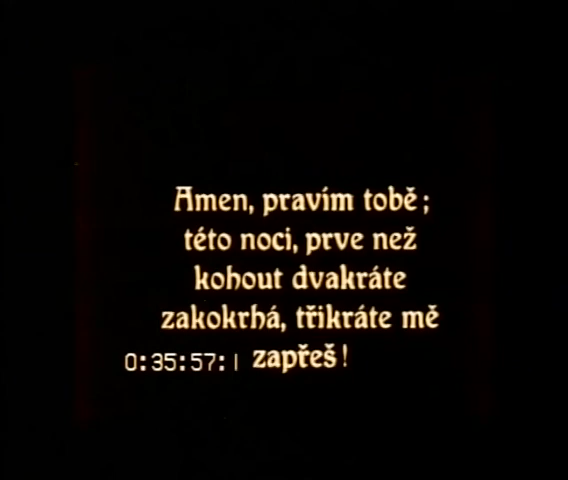 Amen, pravím tobě;
této noci, prve než
kohout dvakráte
zakokrhá, třikráte mě
zapřeš!
0:35:57:1